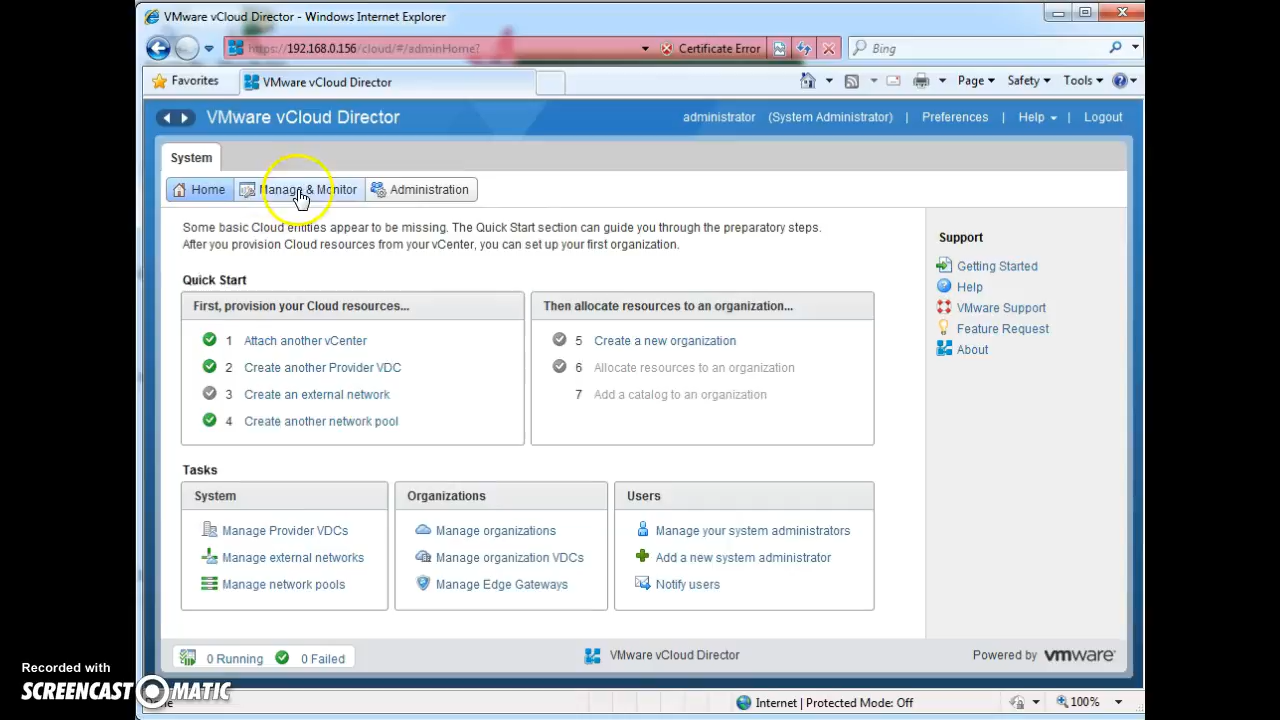 VMware vCloud Director - Windows Internet Explorer
https://192.168.0.156/cloud/#/adminHome?
Certificate Error
Bing
Favorites
VMware vCloud Director
Page
Safety
Tools
VMware vCloud Director
administrator (System Administrator) | Preferences | Help | Logout
System
Home
Manage & Monitor
Administration
Some basic Cloud entities appear to be missing. The Quick Start section can guide you through the preparatory steps.
After you provision Cloud resources from your vCenter, you can set up your first organization.
Quick Start
First, provision your Cloud resources...
1 Attach another vCenter
2 Create another Provider VDC
3 Create an external network
4 Create another network pool
Then allocate resources to an organization...
5 Create a new organization
6 Allocate resources to an organization
7 Add a catalog to an organization
Support
Getting Started
Help
VMware Support
Feature Request
About
Tasks
System
Manage Provider VDCs
Manage external networks
Manage network pools
Organizations
Manage organizations
Manage organization VDCs
Manage Edge Gateways
Users
Manage your system administrators
Add a new system administrator
Notify users
0 Running
0 Failed
VMware vCloud Director
Powered by vmware
Internet | Protected Mode: Off
100%
Recorded with
SCREENCAST MATIC